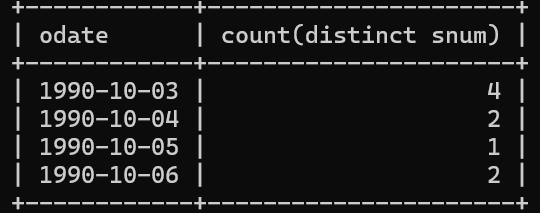 +------------+----------------------+
| odate      | count(distinct snum) |
+------------+----------------------+
| 1990-10-03 |                    4 |
| 1990-10-04 |                    2 |
| 1990-10-05 |                    1 |
| 1990-10-06 |                    2 |
+------------+----------------------+